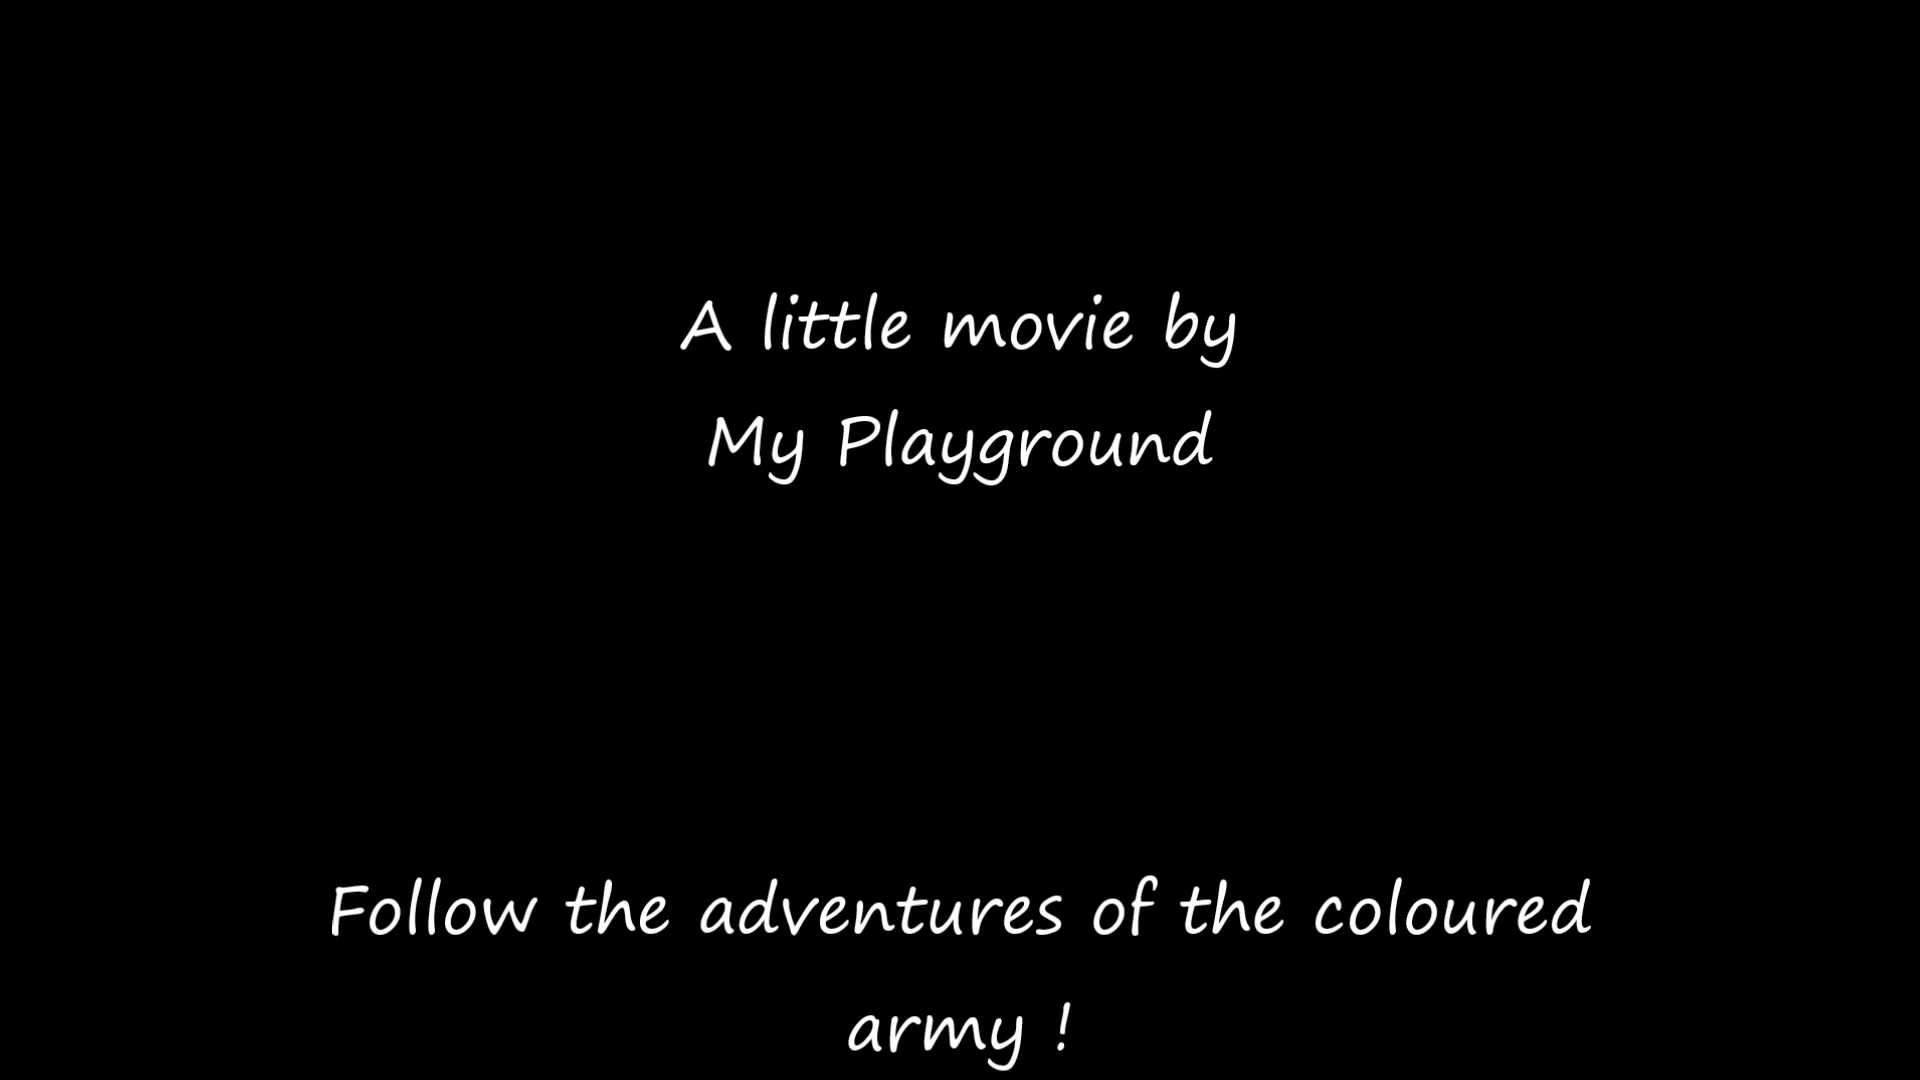 A little movie by
My Playground
Follow the adventures of the coloured
army !